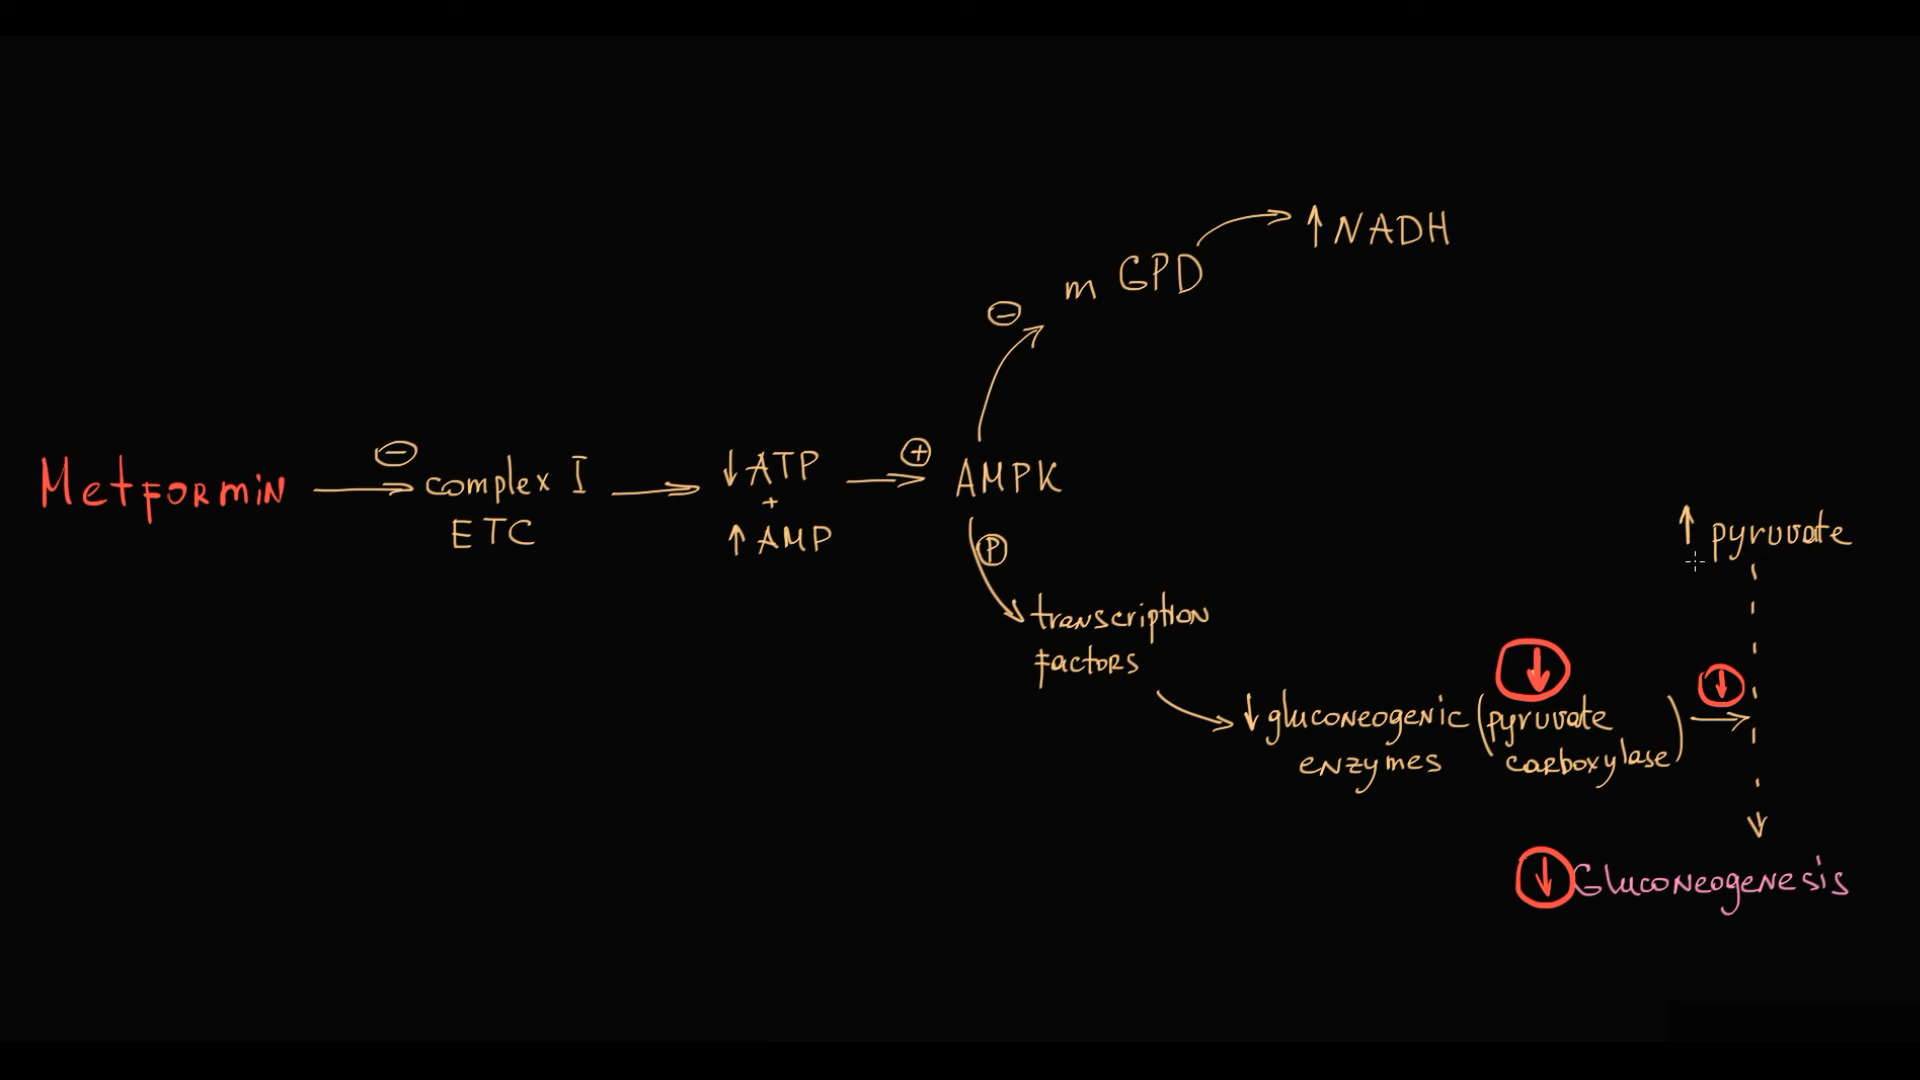 Metformin
⊖
complex I
ETC
↓ATP
+
↑AMP
⊕
AMPK
⊖
m GPD
↑NADH
Ⓟ
transcription
factors
↓gluconeogenic (pyruvate
enzymes carboxylase)
↓
↓
↑ pyruvate
↓ Gluconeogenesis